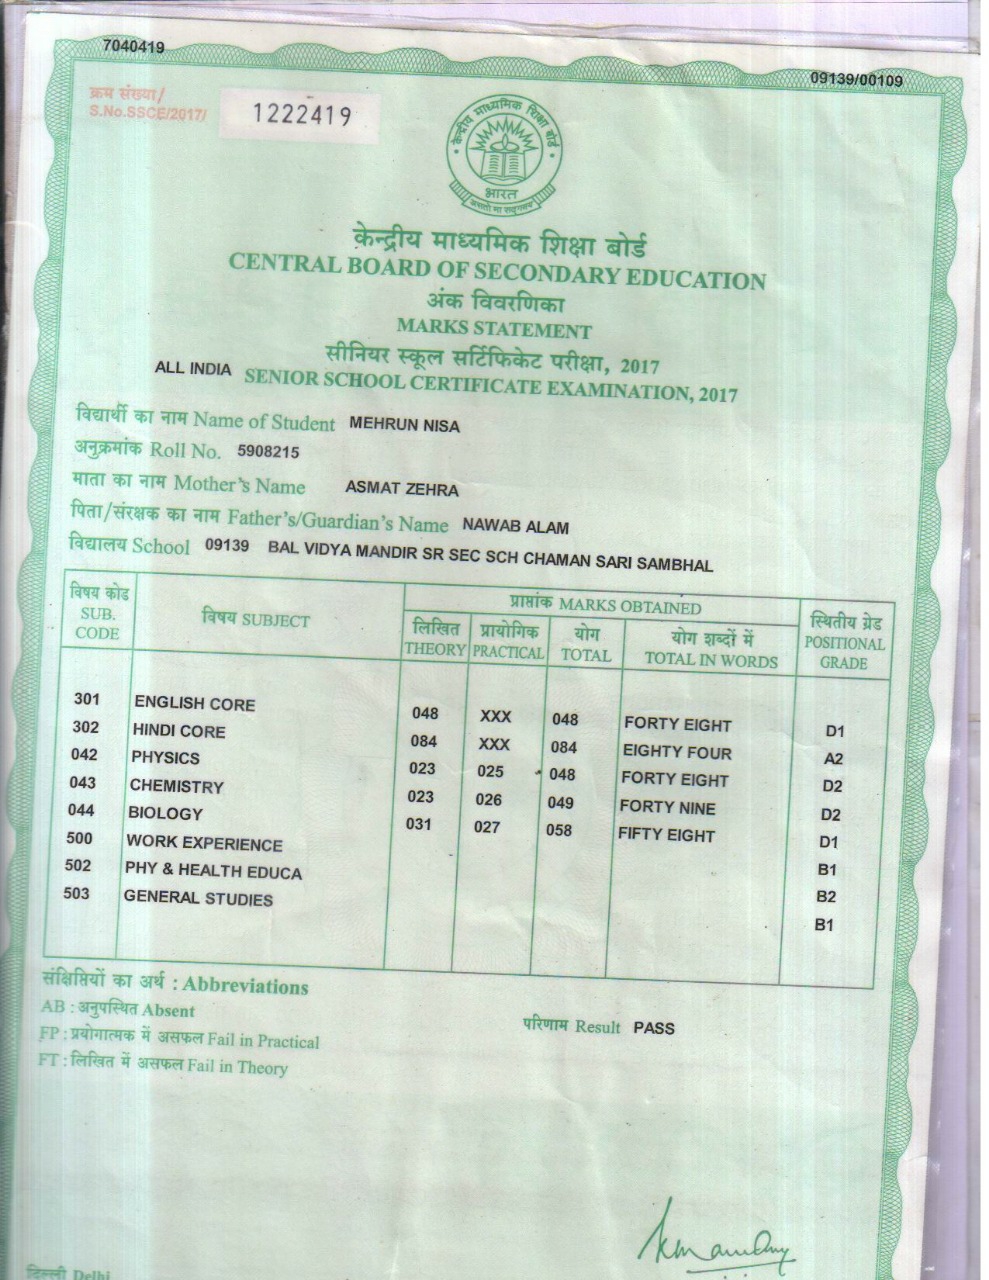 7040419
09139/00109
क्रम संख्या/
S.No.SSCE/2017/
1222419
केन्द्रीय माध्यमिक शिक्षा बोर्ड
भारत
असतो मा सद्गमय
केन्द्रीय माध्यमिक शिक्षा बोर्ड
CENTRAL BOARD OF SECONDARY EDUCATION
अंक विवरणिका
MARKS STATEMENT
सीनियर स्कूल सर्टिफिकेट परीक्षा, 2017
ALL INDIA SENIOR SCHOOL CERTIFICATE EXAMINATION, 2017
विद्यार्थी का नाम Name of Student MEHRUN NISA
अनुक्रमांक Roll No. 5908215
माता का नाम Mother's Name ASMAT ZEHRA
पिता/संरक्षक का नाम Father's/Guardian's Name NAWAB ALAM
विद्यालय School 09139 BAL VIDYA MANDIR SR SEC SCH CHAMAN SARI SAMBHAL
विषय कोड SUB. CODE
विषय SUBJECT
प्राप्तांक MARKS OBTAINED
लिखित THEORY
प्रायोगिक PRACTICAL
योग TOTAL
योग शब्दों में TOTAL IN WORDS
स्थितीय ग्रेड POSITIONAL GRADE
301 ENGLISH CORE 048 XXX 048 FORTY EIGHT D1
302 HINDI CORE 084 XXX 084 EIGHTY FOUR A2
042 PHYSICS 023 025 048 FORTY EIGHT D2
043 CHEMISTRY 023 026 049 FORTY NINE D2
044 BIOLOGY 031 027 058 FIFTY EIGHT D1
500 WORK EXPERIENCE B1
502 PHY & HEALTH EDUCA B2
503 GENERAL STUDIES B1
संक्षिप्तियों का अर्थ : Abbreviations
AB : अनुपस्थित Absent
परिणाम Result PASS
FP : प्रयोगात्मक में असफल Fail in Practical
FT : लिखित में असफल Fail in Theory
दिल्ली Delhi